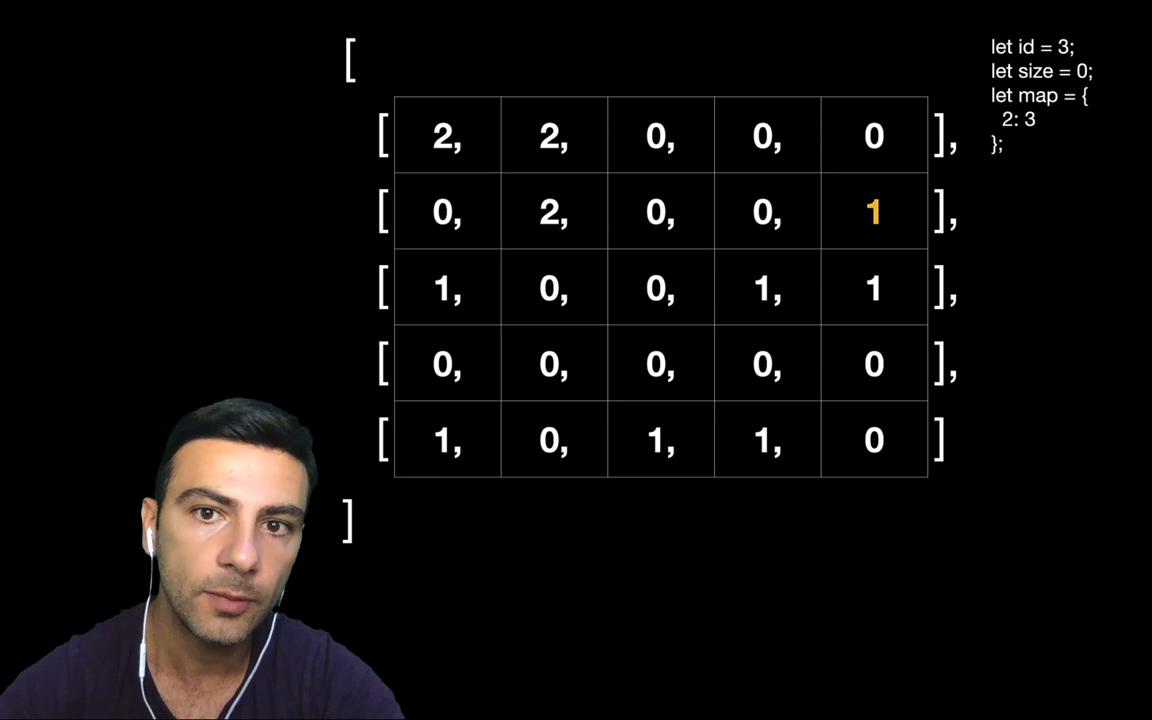 [
[ 2, 2, 0, 0, 0 ],
[ 0, 2, 0, 0, 1 ],
[ 1, 0, 0, 1, 1 ],
[ 0, 0, 0, 0, 0 ],
[ 1, 0, 1, 1, 0 ]
]
let id = 3;
let size = 0;
let map = {
2: 3
};